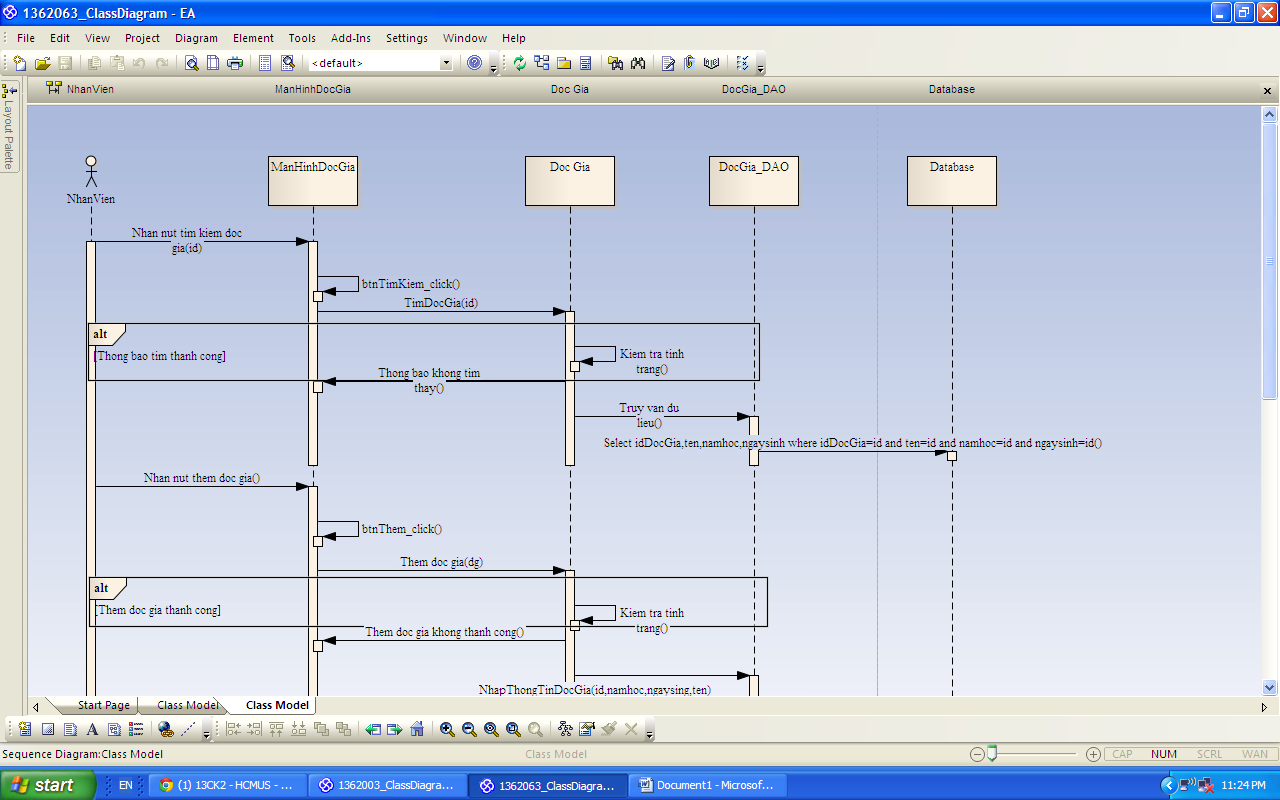 1362063_ClassDiagram - EA
File Edit View Project Diagram Element Tools Add-Ins Settings Window Help
<default>
NhanVien ManHinhDocGia Doc Gia DocGia_DAO Database
Layout Palette
ManHinhDocGia Doc Gia DocGia_DAO Database
NhanVien
Nhan nut tim kiem doc
gia(id)
btnTimKiem_click()
TimDocGia(id)
alt
[Thong bao tim thanh cong]
Kiem tra tinh
trang()
Thong bao khong tim
thay()
Truy van du
lieu()
Select idDocGia,ten,namhoc,ngaysinh where idDocGia=id and ten=id and namhoc=id and ngaysinh=id()
Nhan nut them doc gia()
btnThem_click()
Them doc gia(dg)
alt
[Them doc gia thanh cong]
Kiem tra tinh
trang()
Them doc gia khong thanh cong()
NhapThongTinDocGia(id,namhoc,ngaysing,ten)
Start Page Class Model Class Model
Sequence Diagram:Class Model Class Model CAP NUM SCRL WAN
start EN (1) 13CK2 - HCMUS - ... 1362003_ClassDiagra... 1362063_ClassDiagra... Document1 - Microsof... 11:24 PM